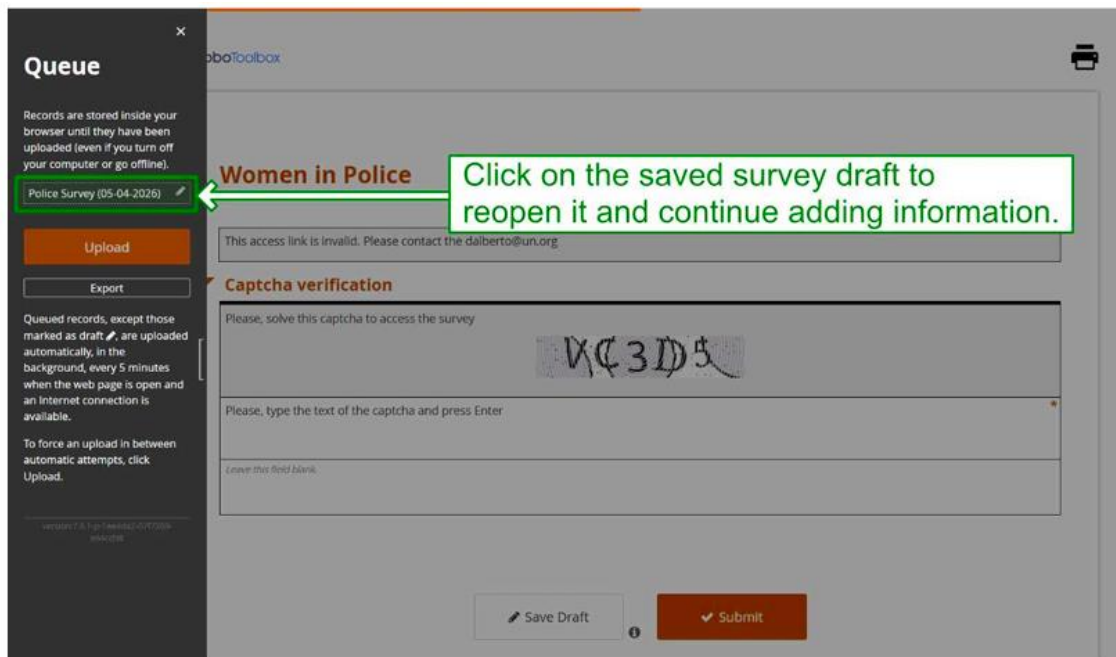 ×
Queue
Records are stored inside your
browser until they have been
uploaded (even if you turn off
your computer or go offline).
Police Survey (05-04-2026)
Upload
Export
Queued records, except those
marked as draft, are uploaded
automatically, in the
background, every 5 minutes
when the web page is open and
an Internet connection is
available.
To force an upload in between
automatic attempts, click
Upload.
oboToolbox
Women in Police
Click on the saved survey draft to
reopen it and continue adding information.
This access link is invalid. Please contact the dalberto@un.org
Captcha verification
Please, solve this captcha to access the survey
Please, type the text of the captcha and press Enter
*
Leave this field blank
Save Draft
Submit